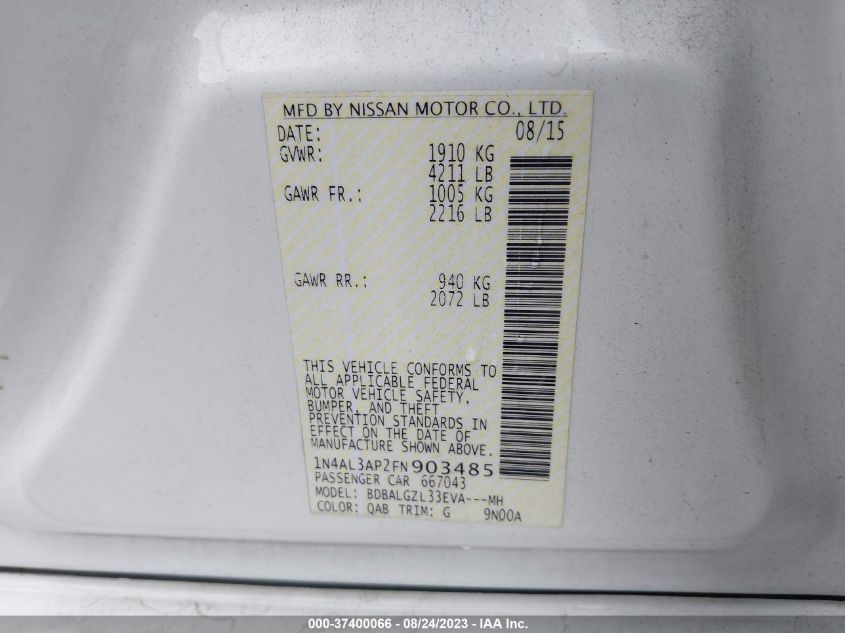 MFD BY NISSAN MOTOR CO., LTD.
DATE: 08/15
GVWR: 1910 KG
4211 LB
GAWR FR.: 1005 KG
2216 LB
GAWR RR.: 940 KG
2072 LB
THIS VEHICLE CONFORMS TO
ALL APPLICABLE FEDERAL
MOTOR VEHICLE SAFETY,
BUMPER, AND THEFT
PREVENTION STANDARDS IN
EFFECT ON THE DATE OF
MANUFACTURE SHOWN ABOVE.
1N4AL3AP2FN903485
PASSENGER CAR 667043
MODEL: BDBALGZL33EVA---MH
COLOR: QAB TRIM: G 9N00A
000-37400066 - 08/24/2023 - IAA Inc.